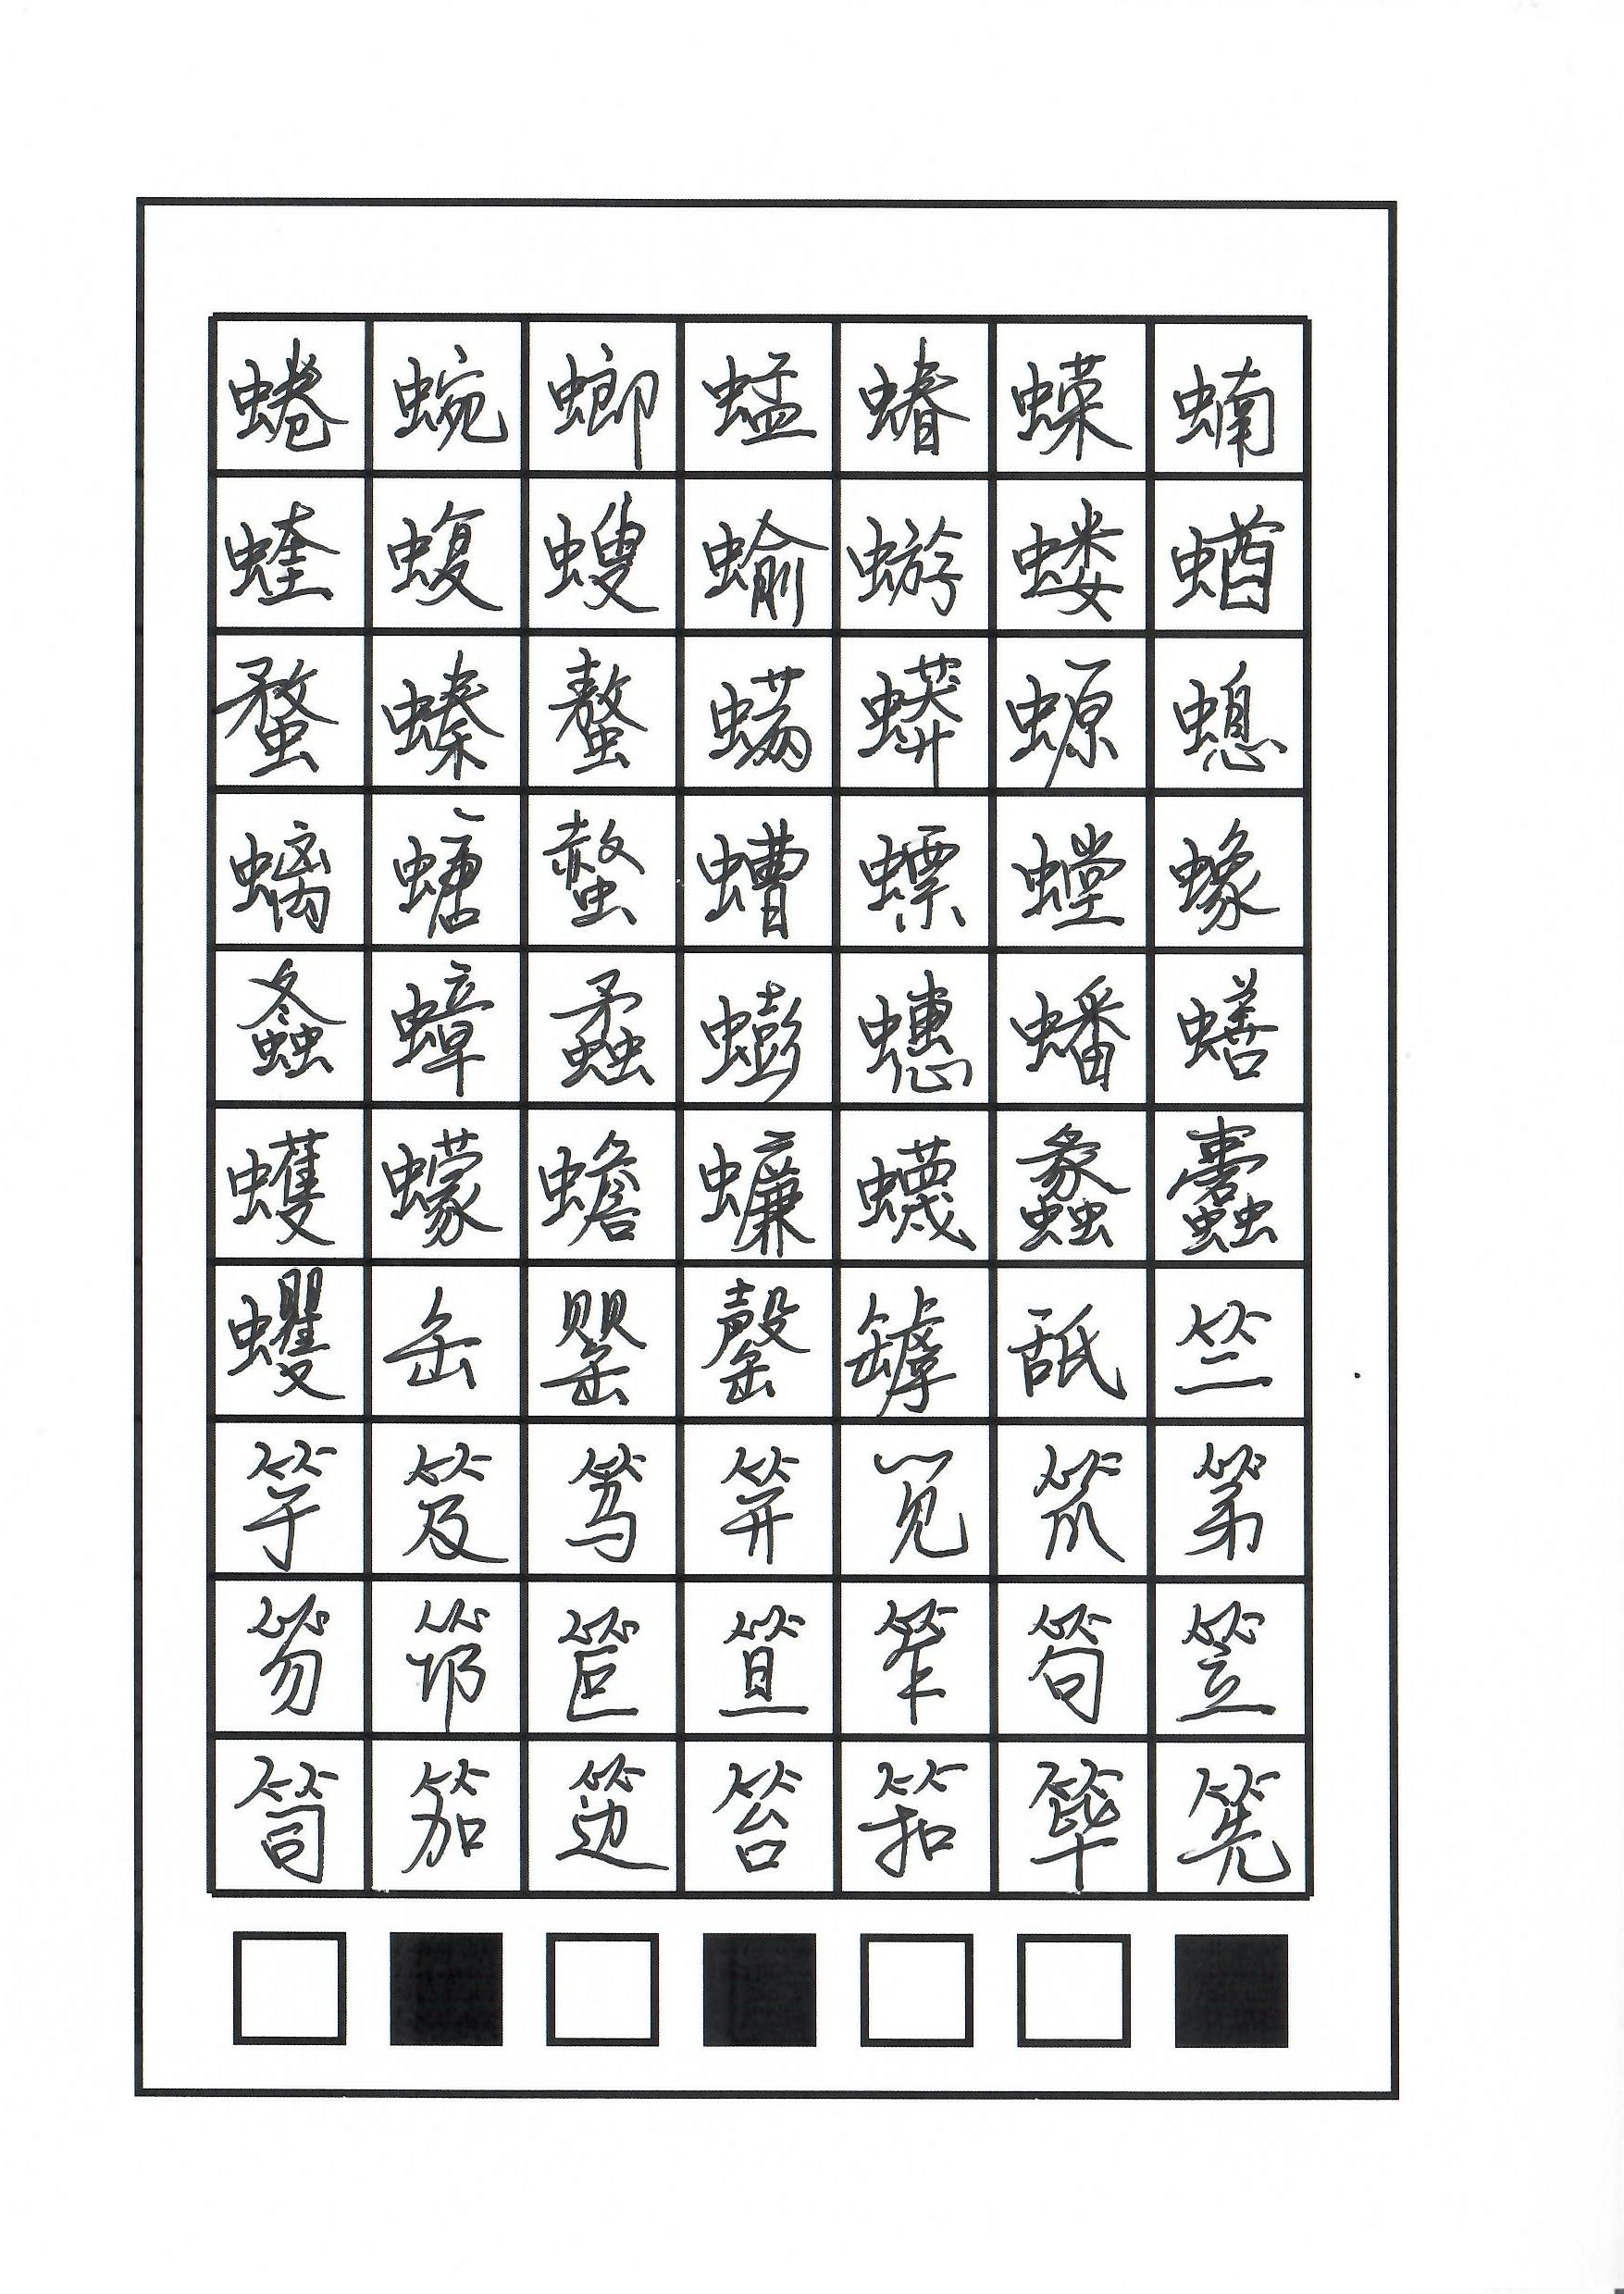 蜷蜿螂蜢蝽蝾蝻
蝰蝮螋蝓蝣蝼蝤
蝥螓螯螨蟒螈螅
螭螗螫螬螵螳蟓
螽蟑蟊蟛蟪蟠蟮
蠖蠓蟾蠊蠛蠡蠹
蠼缶罂罄罅舐竺
竽笈笃笄笕笊笫
笏筇笸笪笮笱笠
笥笳笾笞筘筚筅